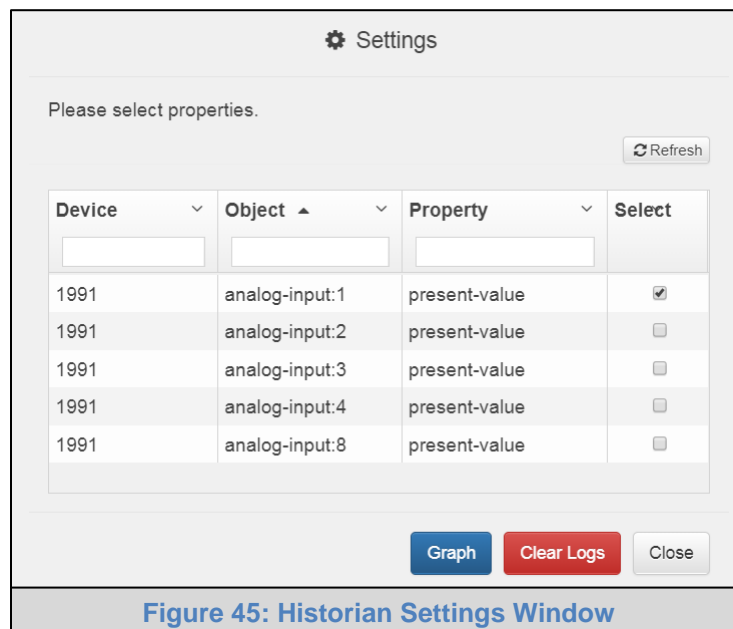 Settings
Please select properties.
Refresh
Device Object Property Select
1991 analog-input:1 present-value
1991 analog-input:2 present-value
1991 analog-input:3 present-value
1991 analog-input:4 present-value
1991 analog-input:8 present-value
Graph Clear Logs Close
Figure 45: Historian Settings Window